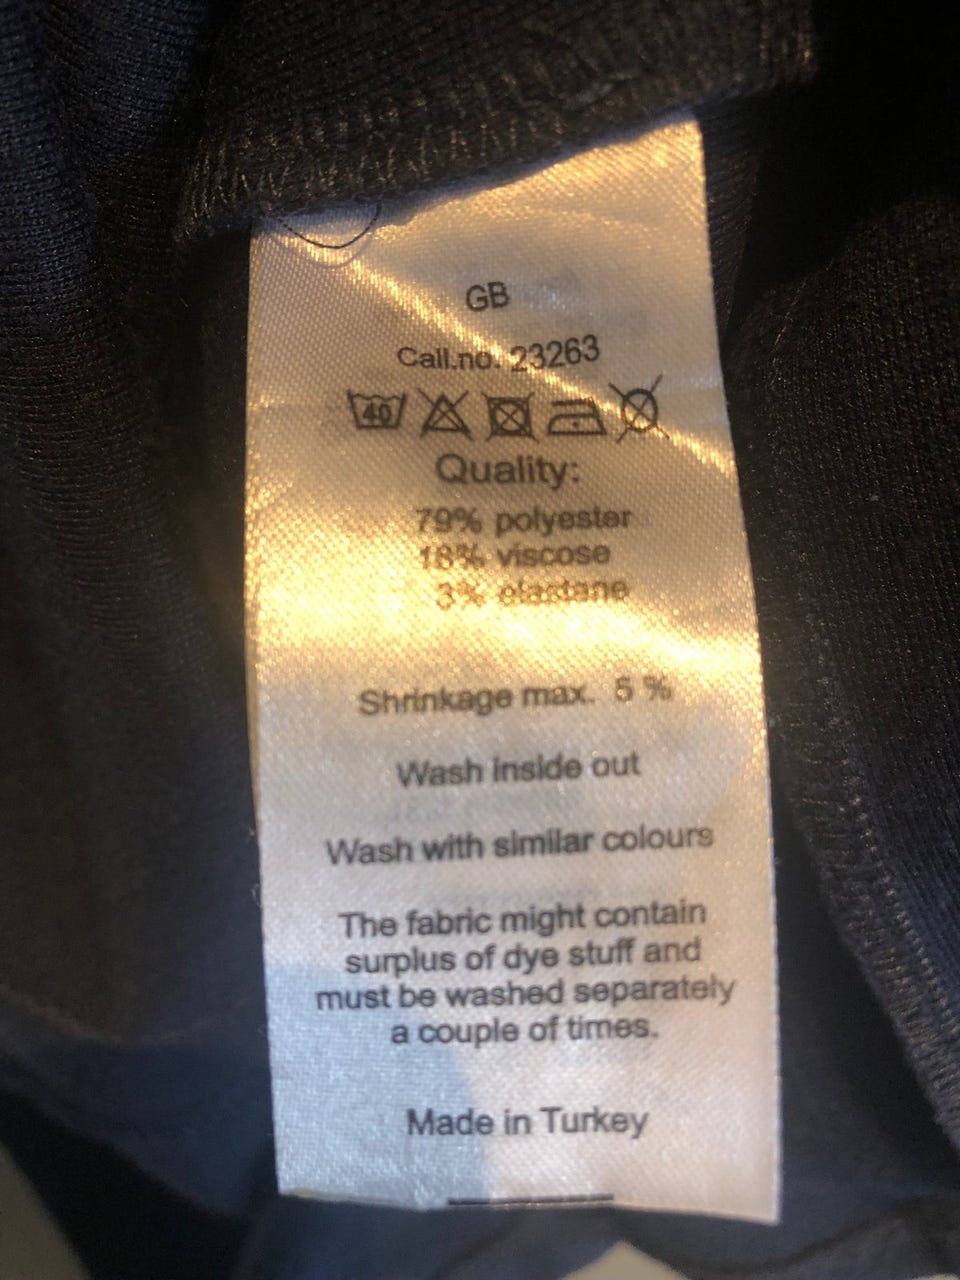 GB
Call.no. 23263
40
Quality:
79% polyester
18% viscose
3% elastane
Shrinkage max. 5 %
Wash inside out
Wash with similar colours
The fabric might contain
surplus of dye stuff and
must be washed separately
a couple of times.
Made in Turkey